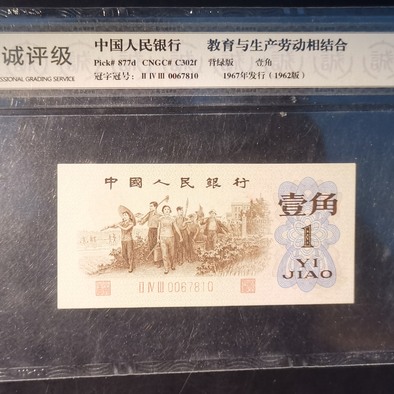 诚评级
PROFESSIONAL GRADING SERVICE
中国人民银行 教育与生产劳动相结合
Pick# 877d CNGC# C302f 背绿版 壹角
冠字冠号: II IV III 0067810 1967年发行(1962版)
中國人民銀行
壹角
1
YI
JIAO
II IV III 0067810